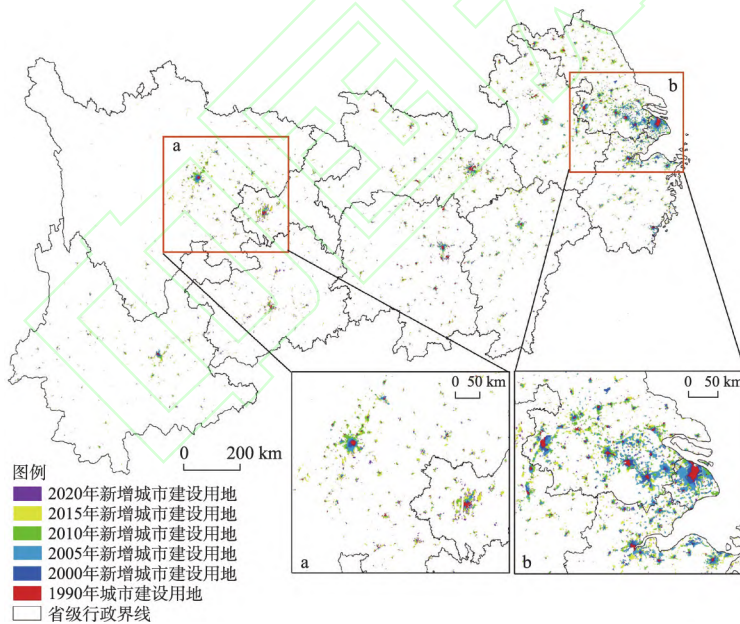 a
b
0 200 km
图例
2020年新增城市建设用地
2015年新增城市建设用地
2010年新增城市建设用地
2005年新增城市建设用地
2000年新增城市建设用地
1990年城市建设用地
省级行政界线
0 50 km
a
0 50 km
b